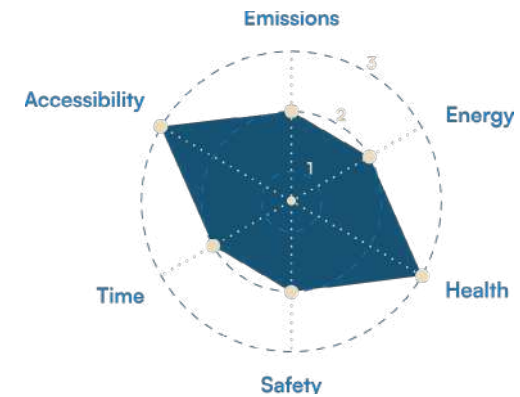 Emissions
3
Accessibility
2
Energy
1
Time
Health
Safety